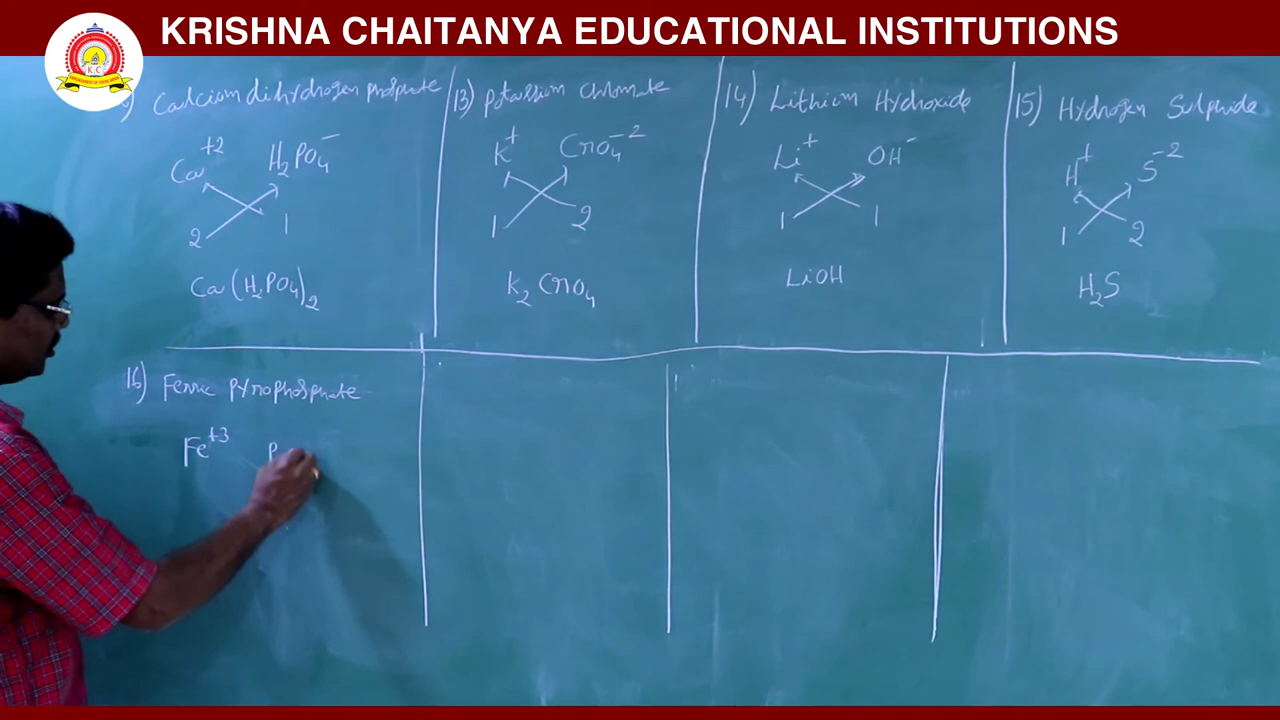 KRISHNA CHAITANYA EDUCATIONAL INSTITUTIONS
K C
) Calcium dihydrogen phosphate
Ca+2 H2PO4-
2 1
Ca(H2PO4)2
13) Potassium Chromate
K+ CrO4-2
1 2
K2CrO4
14) Lithium Hydroxide
Li+ OH-
1 1
LiOH
15) Hydrogen Sulphide
H+ S-2
1 2
H2S
16) Ferric pyrophosphate
Fe+3 P